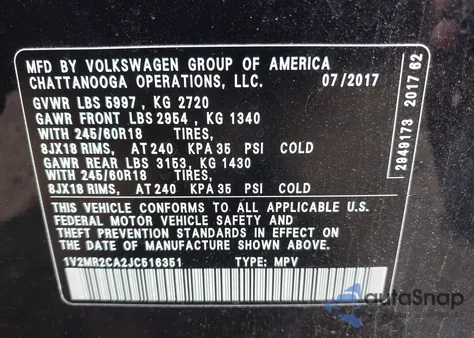 MFD BY VOLKSWAGEN GROUP OF AMERICA
CHATTANOOGA OPERATIONS, LLC. 07/2017
GVWR LBS 5997 , KG 2720
GAWR FRONT LBS 2954 , KG 1340
WITH 245/60R18 TIRES,
8JX18 RIMS, AT 240 KPA 35 PSI COLD
GAWR REAR LBS 3153, KG 1430
WITH 245/60R18 TIRES,
8JX18 RIMS, AT 240 KPA 35 PSI COLD
THIS VEHICLE CONFORMS TO ALL APPLICABLE U.S.
FEDERAL MOTOR VEHICLE SAFETY AND
THEFT PREVENTION STANDARDS IN EFFECT ON
THE DATE OF MANUFACTURE SHOWN ABOVE.
1V2MR2CA2JC516351 TYPE: MPV
2949173 2017 62
autaSnap